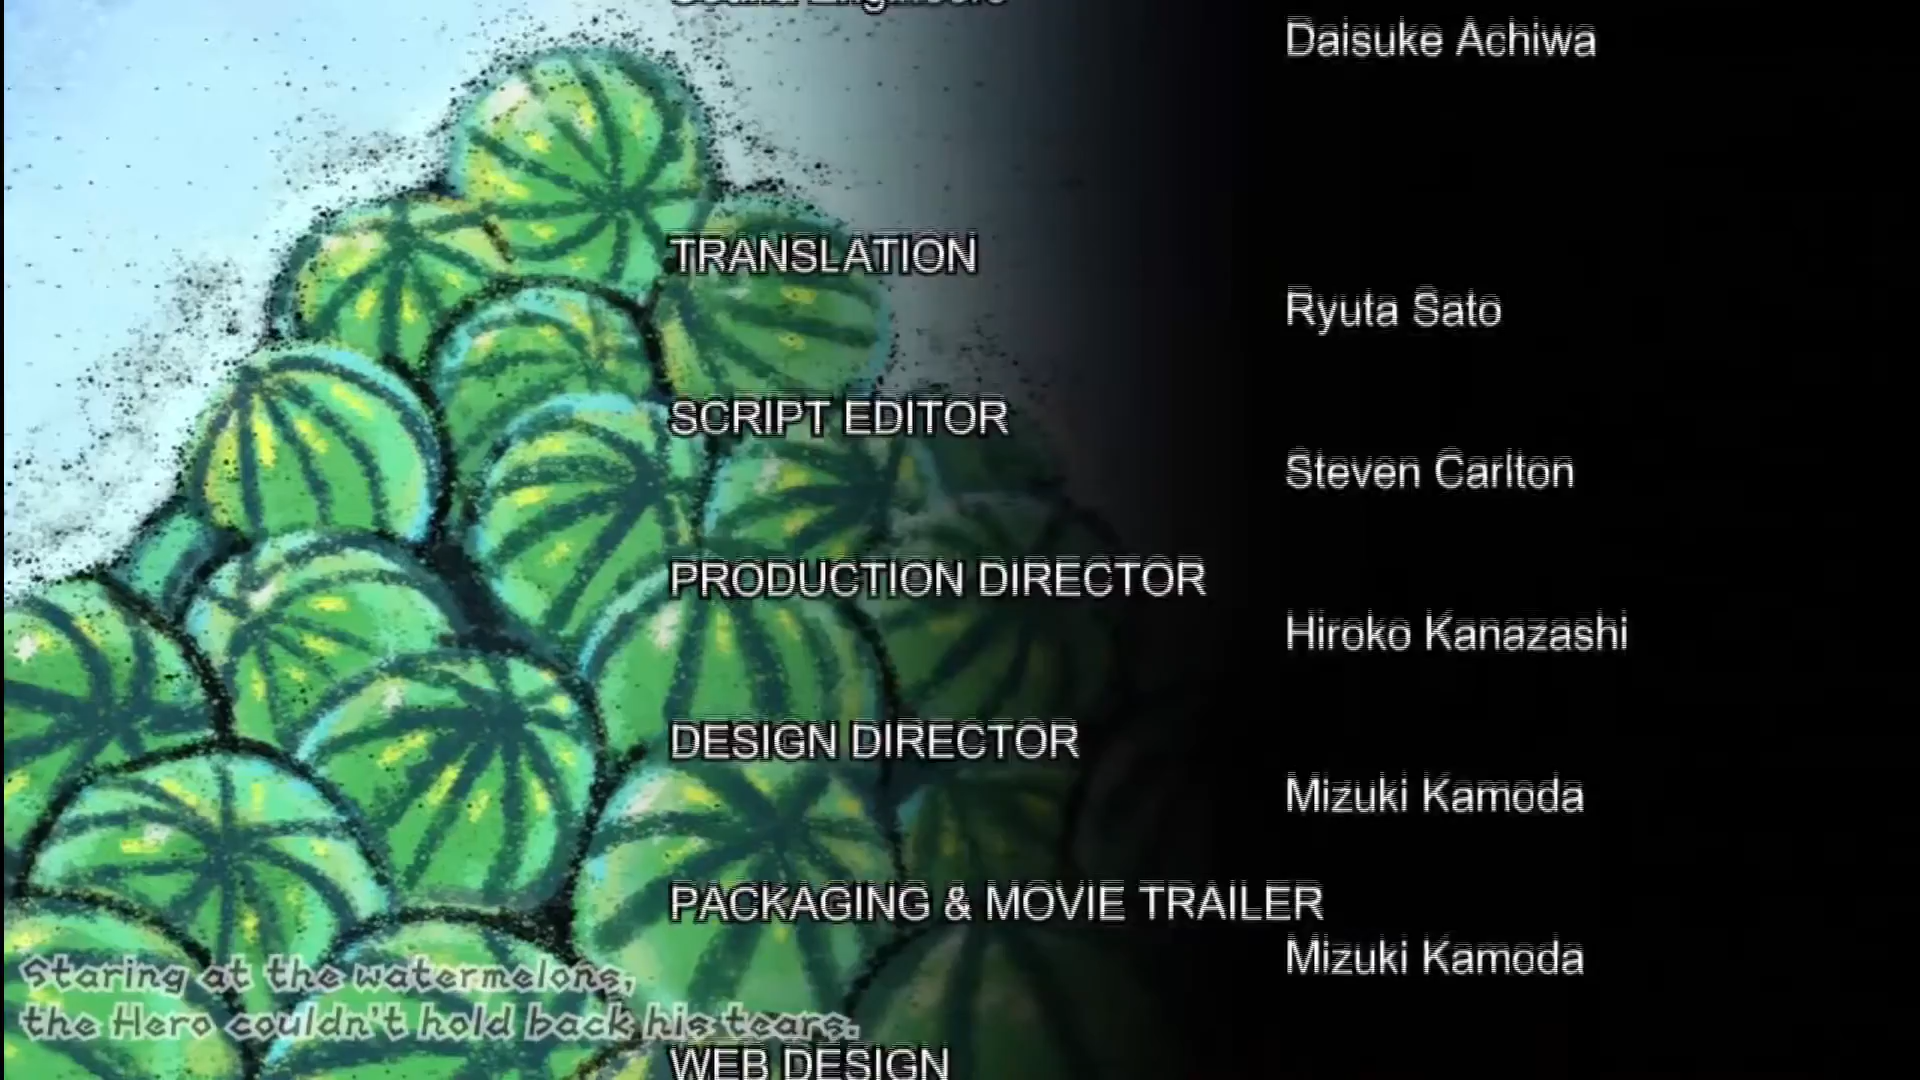 Daisuke Achiwa
TRANSLATION
Ryuta Sato
SCRIPT EDITOR
Steven Carlton
PRODUCTION DIRECTOR
Hiroko Kanazashi
DESIGN DIRECTOR
Mizuki Kamoda
PACKAGING & MOVIE TRAILER
Mizuki Kamoda
Staring at the watermelons,
the Hero couldn't hold back his tears.
WEB DESIGN